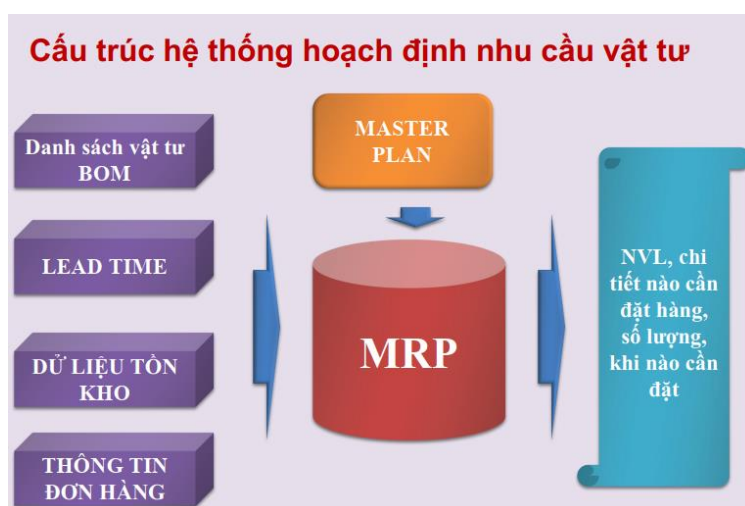 Cấu trúc hệ thống hoạch định nhu cầu vật tư
Danh sách vật tư
BOM
LEAD TIME
DỬ LIỆU TỒN
KHO
THÔNG TIN
ĐƠN HÀNG
MASTER
PLAN
MRP
NVL, chi
tiết nào cần
đặt hàng,
số lượng,
khi nào cần
đặt